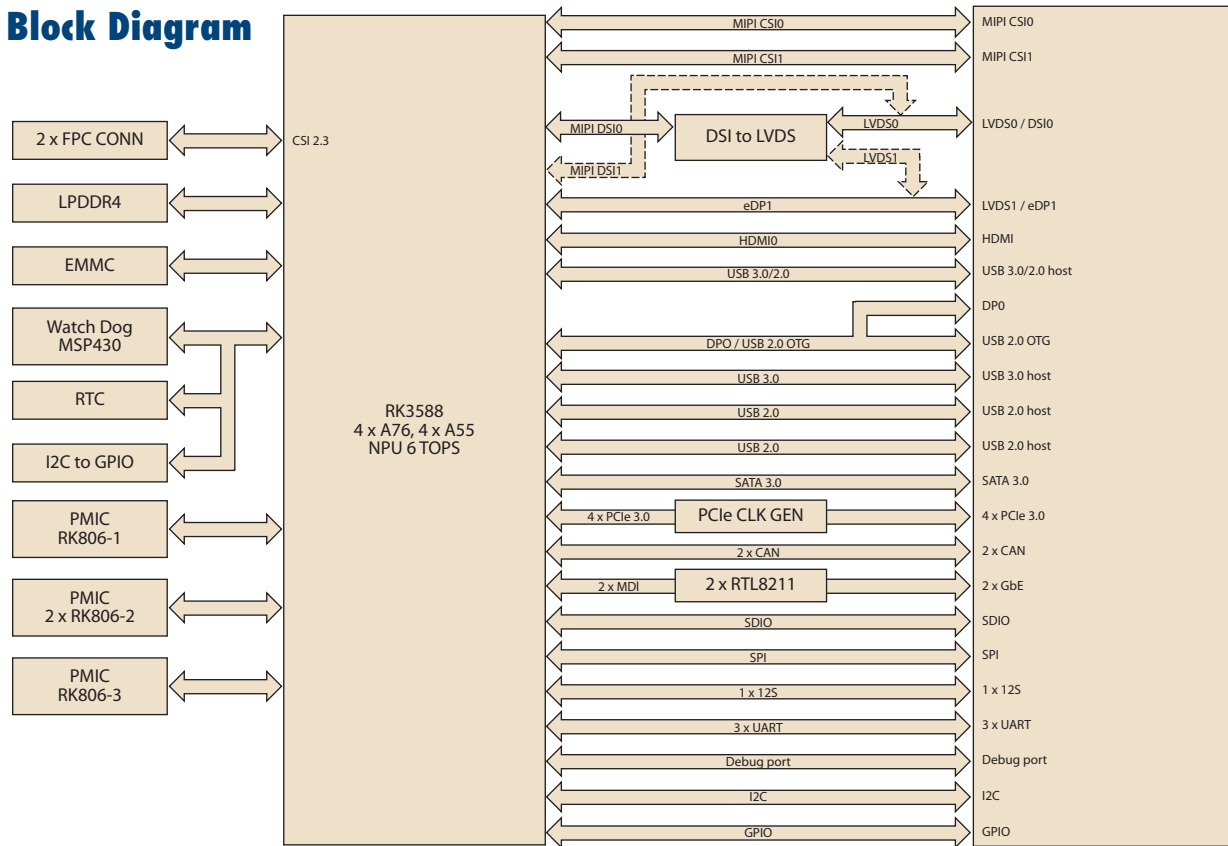 Block Diagram
2 x FPC CONN
LPDDR4
EMMC
Watch Dog
MSP430
RTC
I2C to GPIO
PMIC
RK806-1
PMIC
2 x RK806-2
PMIC
RK806-3
CSI 2.3
RK3588
4 x A76, 4 x A55
NPU 6 TOPS
MIPI CSI0
MIPI CSI1
MIPI DSI0
DSI to LVDS
LVDS0
MIPI DSI1
LVDS1
eDP1
HDMI0
USB 3.0/2.0
DPO / USB 2.0 OTG
USB 3.0
USB 2.0
USB 2.0
SATA 3.0
4 x PCIe 3.0
PCIe CLK GEN
2 x CAN
2 x MDI
2 x RTL8211
SDIO
SPI
1 x 12S
3 x UART
Debug port
I2C
GPIO
MIPI CSI0
MIPI CSI1
LVDS0 / DSI0
LVDS1 / eDP1
HDMI
USB 3.0/2.0 host
DP0
USB 2.0 OTG
USB 3.0 host
USB 2.0 host
USB 2.0 host
SATA 3.0
4 x PCIe 3.0
2 x CAN
2 x GbE
SDIO
SPI
1 x 12S
3 x UART
Debug port
I2C
GPIO